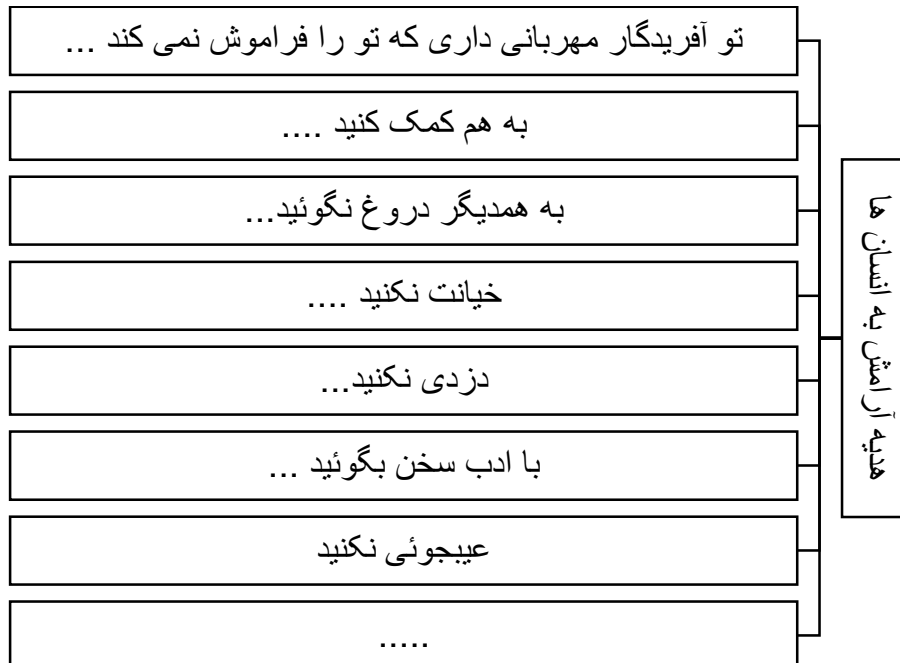 هدیه آرامش به انسان ها
تو آفریدگار مهربانی داری که تو را فراموش نمی کند ...
به هم کمک کنید ....
به همدیگر دروغ نگوئید...
خیانت نکنید ....
دزدی نکنید...
با ادب سخن بگوئید ...
عیبجوئی نکنید
.....